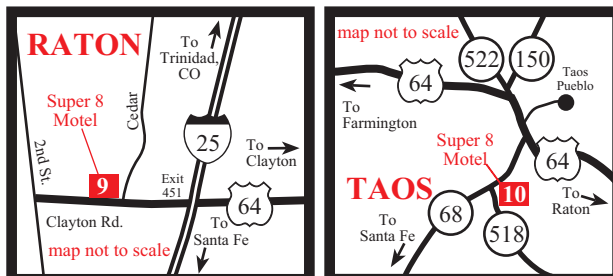 RATON
To
Trinidad,
CO
Super 8
Motel
Cedar
2nd St.
9
25
To
Clayton
Exit
451
64
Clayton Rd.
To
Santa Fe
map not to scale
map not to scale
522
150
64
Taos
Pueblo
To
Farmington
Super 8
Motel
64
TAOS
10
To
Raton
68
To
Santa Fe
518